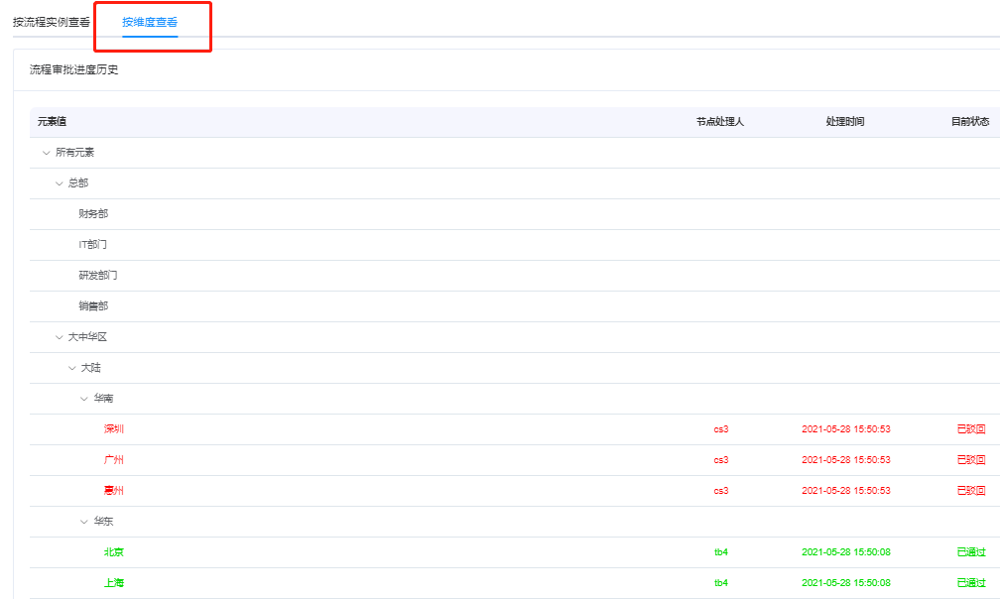 按流程实例查看 按维度查看
流程审批进度历史
元素值 节点处理人 处理时间 目前状态
所有元素
总部
财务部
IT部门
研发部门
销售部
大中华区
大陆
华南
深圳 cs3 2021-05-28 15:50:53 已驳回
广州 cs3 2021-05-28 15:50:53 已驳回
惠州 cs3 2021-05-28 15:50:53 已驳回
华东
北京 tb4 2021-05-28 15:50:08 已通过
上海 tb4 2021-05-28 15:50:08 已通过